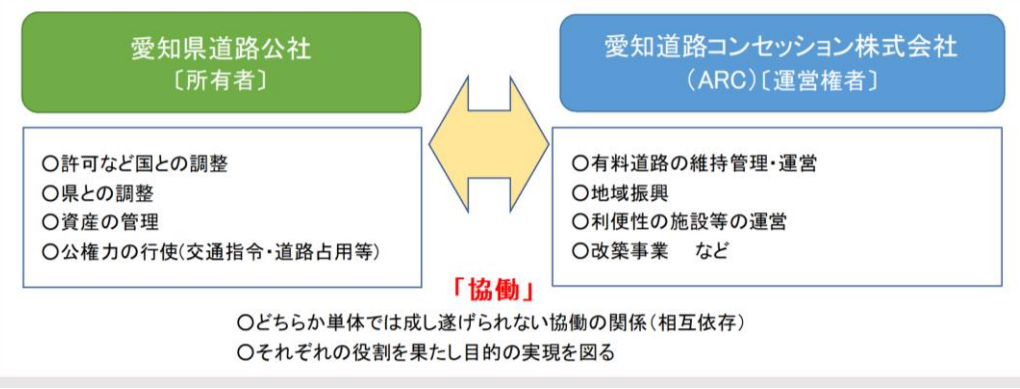 愛知県道路公社
〔所有者〕
愛知道路コンセッション株式会社
(ARC)〔運営権者〕
○許可など国との調整
○県との調整
○資産の管理
○公権力の行使(交通指令・道路占用等)
○有料道路の維持管理・運営
○地域振興
○利便性の施設等の運営
○改築事業 など
「協働」
○どちらか単体では成し遂げられない協働の関係(相互依存)
○それぞれの役割を果たし目的の実現を図る